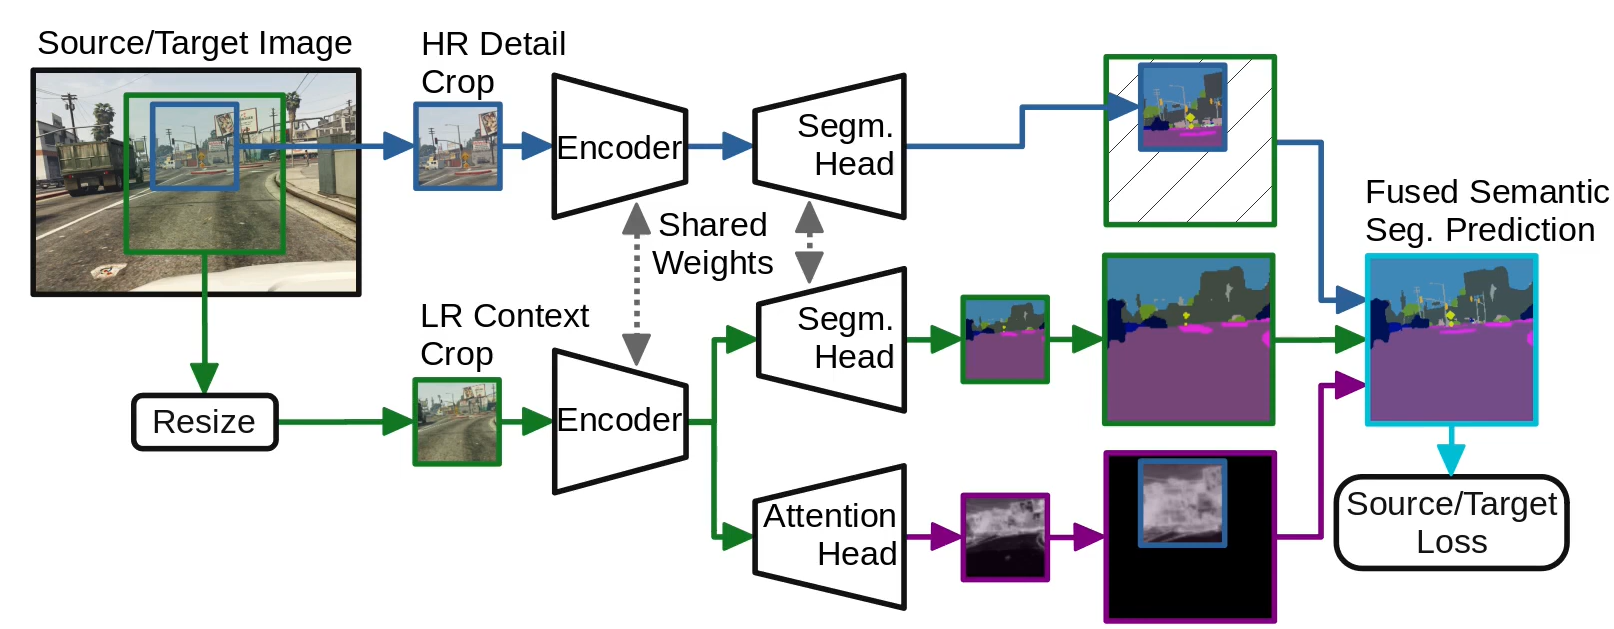 Source/Target Image
HR Detail
Crop
Encoder
Segm.
Head
Shared
Weights
Fused Semantic
Seg. Prediction
LR Context
Crop
Resize
Encoder
Segm.
Head
Attention
Head
Source/Target
Loss